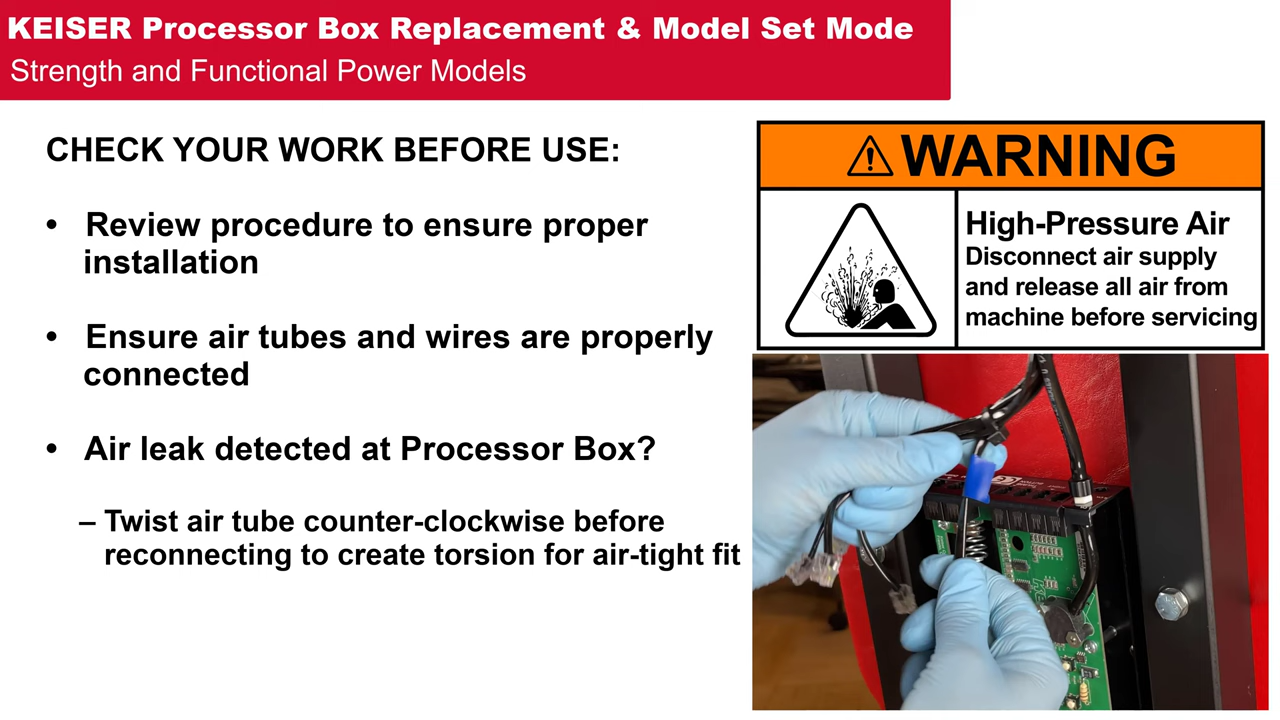 KEISER Processor Box Replacement & Model Set Mode
Strength and Functional Power Models
CHECK YOUR WORK BEFORE USE:
• Review procedure to ensure proper
installation
• Ensure air tubes and wires are properly
connected
• Air leak detected at Processor Box?
– Twist air tube counter-clockwise before
reconnecting to create torsion for air-tight fit
WARNING
High-Pressure Air
Disconnect air supply
and release all air from
machine before servicing